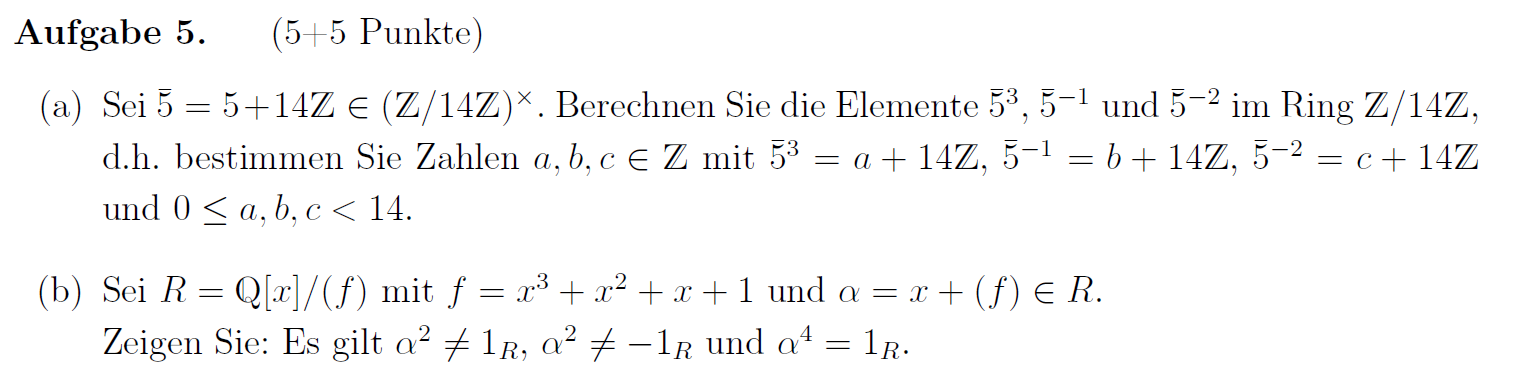 Aufgabe 5. (5+5 Punkte)
(a) Sei 5̄ = 5+14ℤ ∈ (ℤ/14ℤ)×. Berechnen Sie die Elemente 5̄³, 5̄⁻¹ und 5̄⁻² im Ring ℤ/14ℤ,
d.h. bestimmen Sie Zahlen a, b, c ∈ ℤ mit 5̄³ = a + 14ℤ, 5̄⁻¹ = b + 14ℤ, 5̄⁻² = c + 14ℤ
und 0 ≤ a, b, c < 14.
(b) Sei R = ℚ[x]/(f) mit f = x³ + x² + x + 1 und α = x + (f) ∈ R.
Zeigen Sie: Es gilt α² ≠ 1_R, α² ≠ −1_R und α⁴ = 1_R.